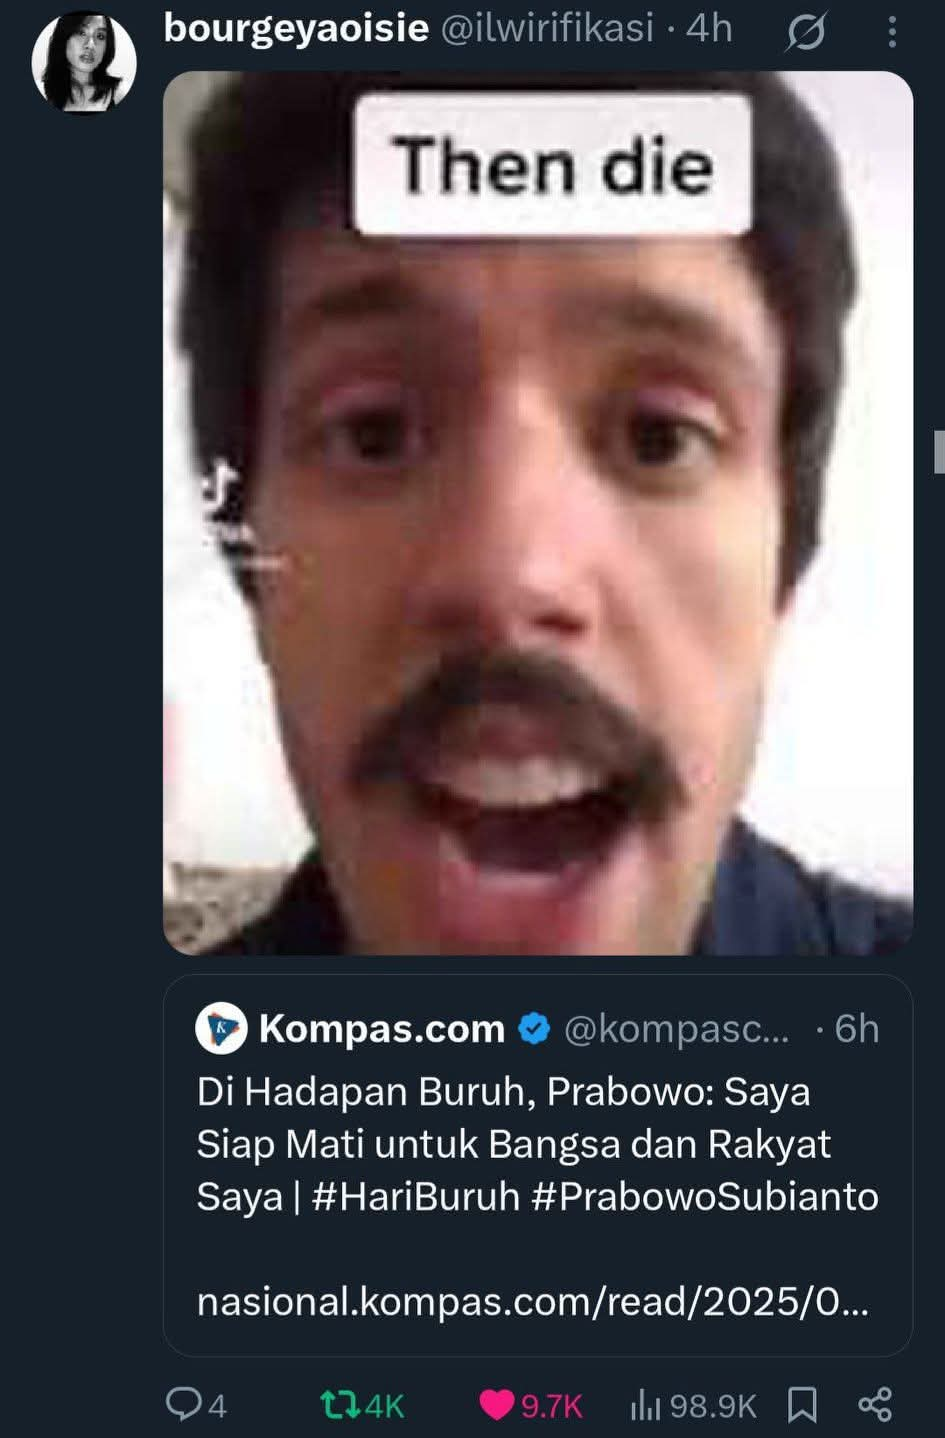 bourgeyaoisie @ilwirifikasi · 4h
Then die
Kompas.com @kompasc... · 6h
Di Hadapan Buruh, Prabowo: Saya
Siap Mati untuk Bangsa dan Rakyat
Saya | #HariBuruh #PrabowoSubianto
nasional.kompas.com/read/2025/0...
4 4K 9.7K 98.9K